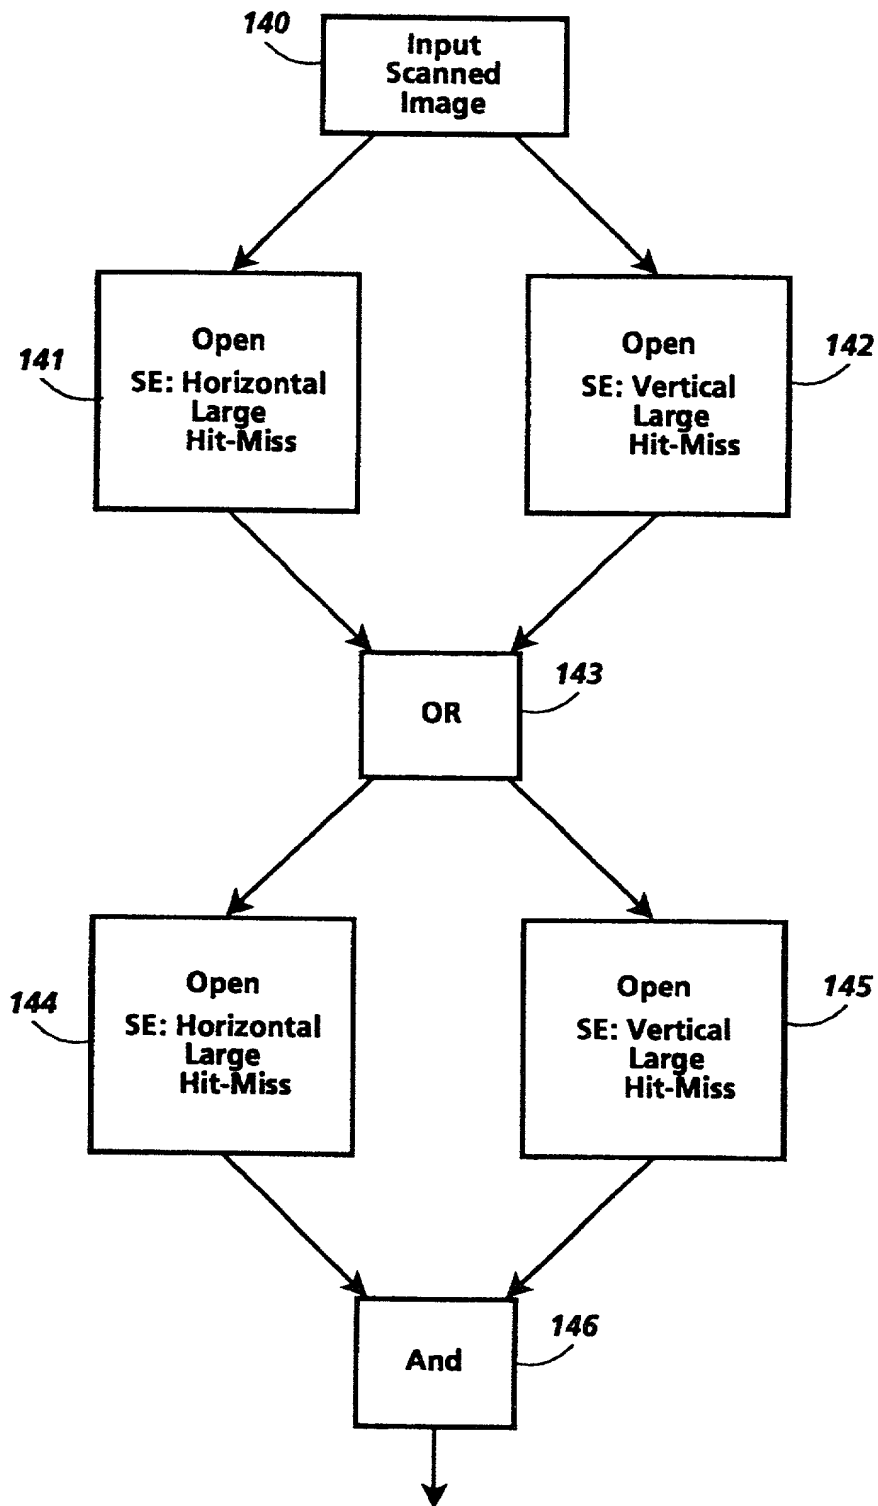 140
Input
Scanned
Image
141
Open
SE: Horizontal
Large
Hit-Miss
Open
SE: Vertical
Large
Hit-Miss
142
OR
143
144
Open
SE: Horizontal
Large
Hit-Miss
Open
SE: Vertical
Large
Hit-Miss
145
And
146